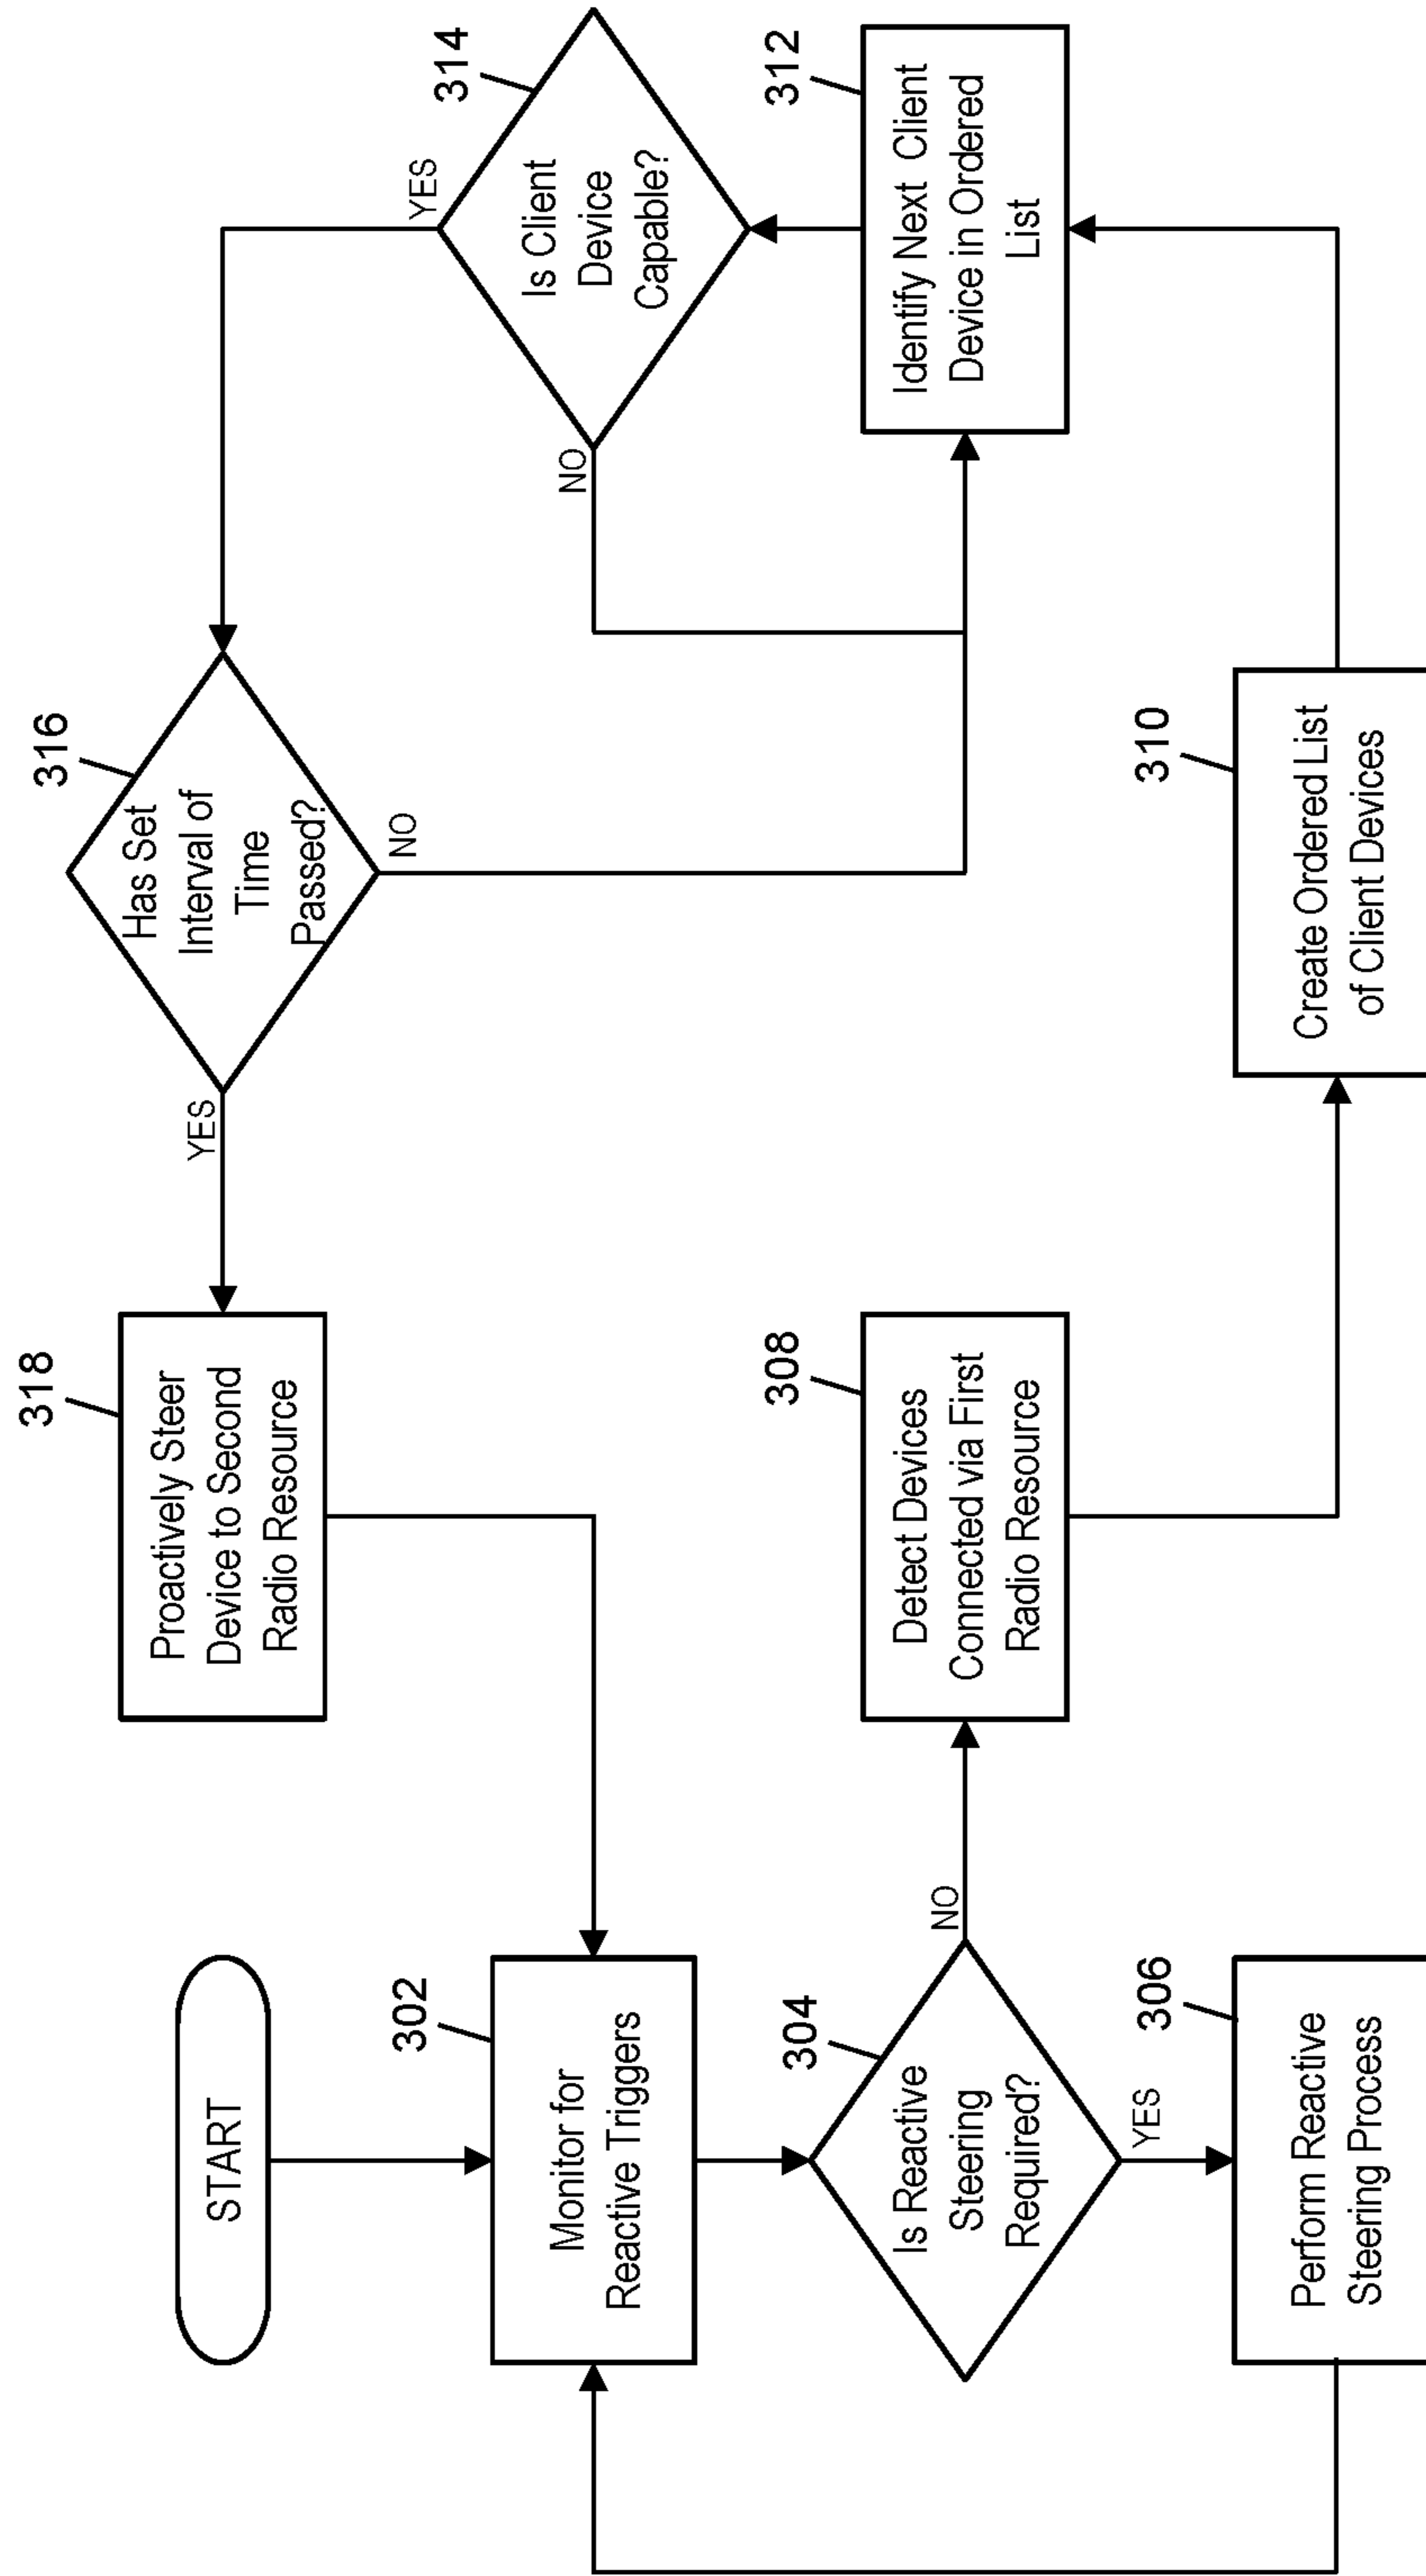 START
302
Monitor for
Reactive Triggers
304
Is Reactive
Steering
Required?
YES
NO
306
Perform Reactive
Steering Process
308
Detect Devices
Connected via First
Radio Resource
310
Create Ordered List
of Client Devices
312
Identify Next Client
Device in Ordered
List
314
Is Client
Device
Capable?
YES
NO
316
Has Set
Interval of
Time
Passed?
YES
NO
318
Proactively Steer
Device to Second
Radio Resource